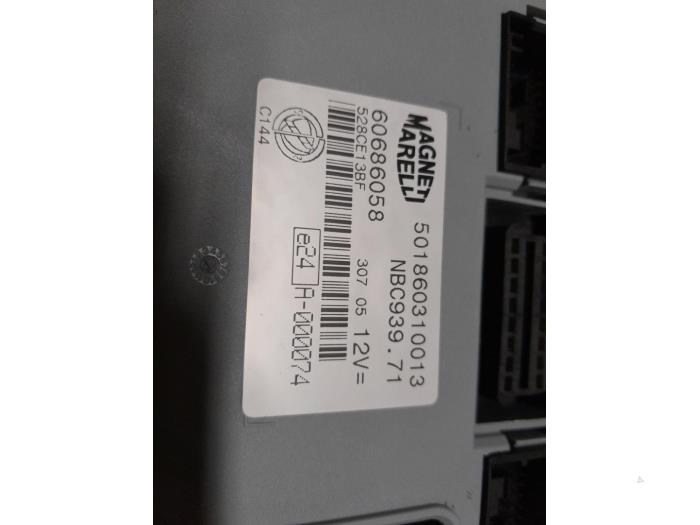 MAGNETI MARELLI
501860310013
NBC939.71
60686058
528CE13BF
307 05 12V=
e24 A-000074
C144